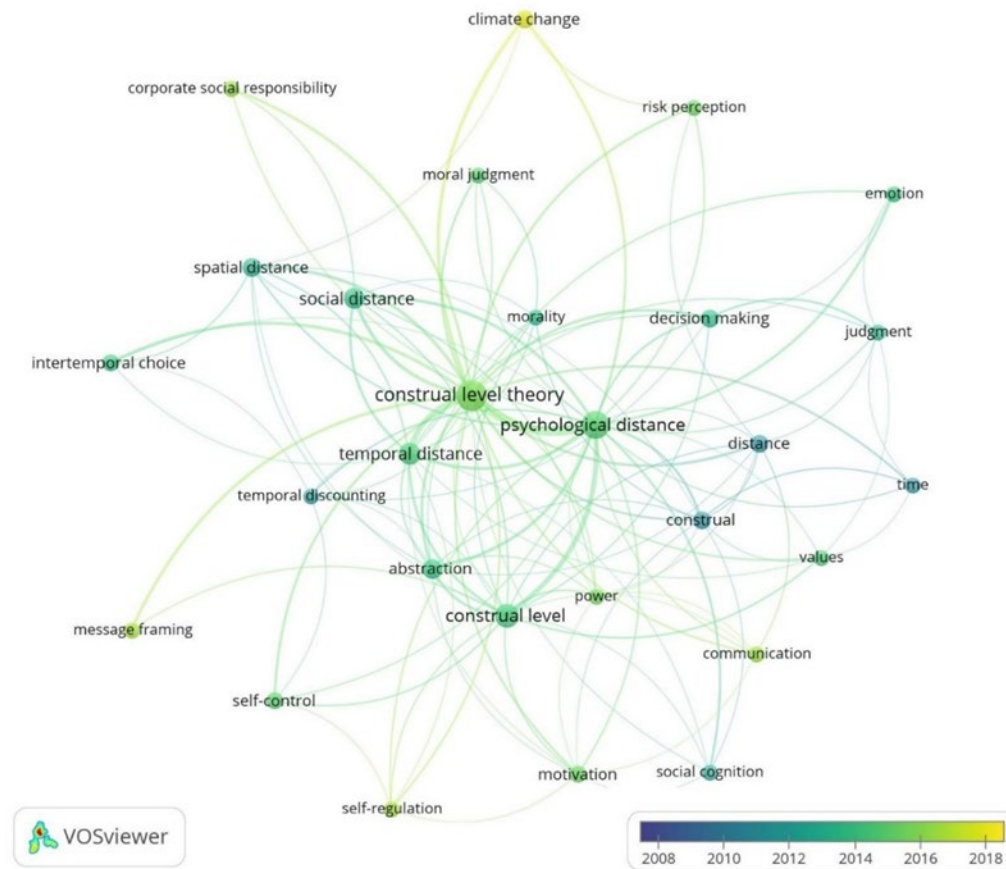 climate change
corporate social responsibility
risk perception
moral judgment
emotion
spatial distance
social distance
morality
decision making
judgment
intertemporal choice
construal level theory
psychological distance
distance
temporal distance
time
temporal discounting
construal
values
abstraction
power
construal level
message framing
communication
self-control
motivation
social cognition
self-regulation
VOSviewer
2008 2010 2012 2014 2016 2018